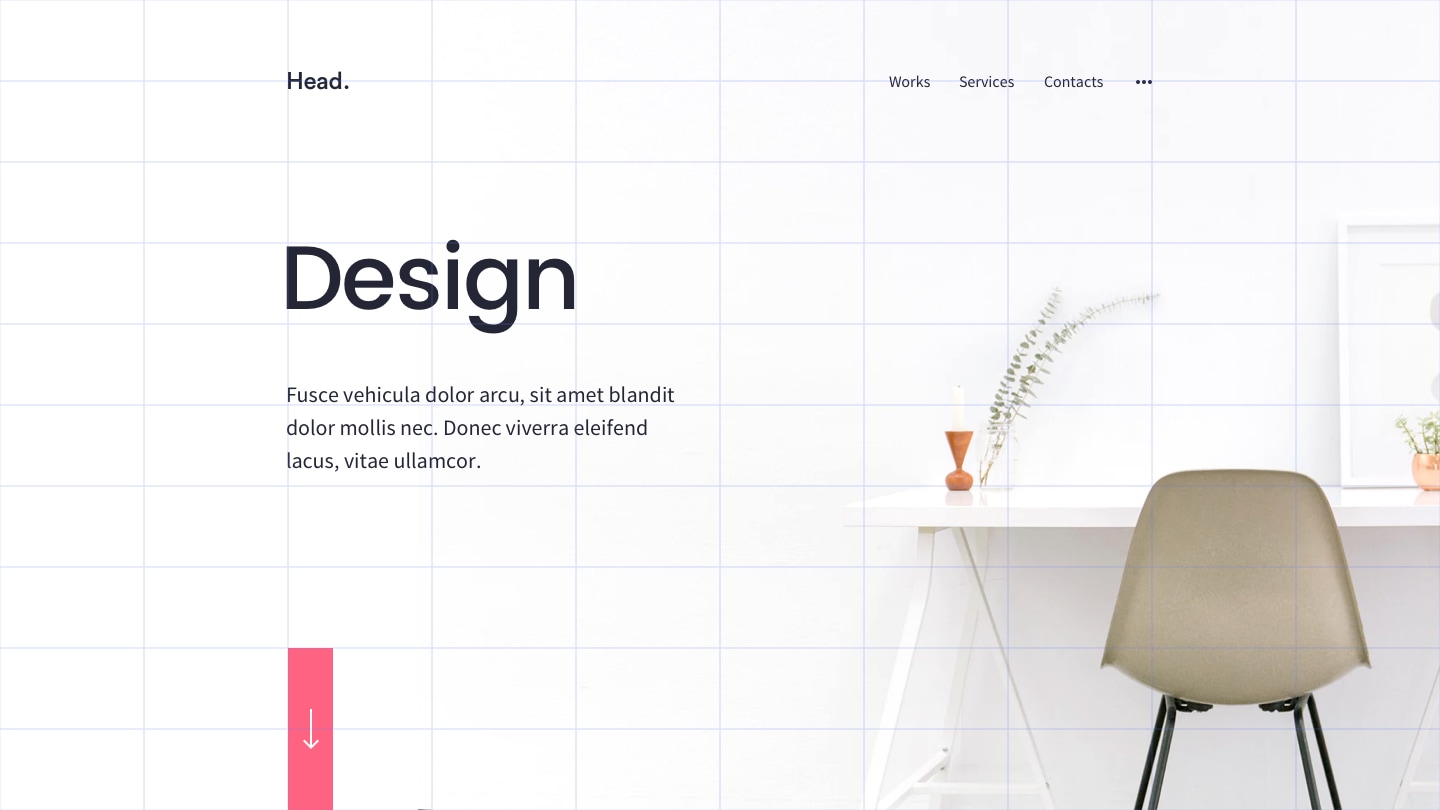 Head.
Works Services Contacts
Design
Fusce vehicula dolor arcu, sit amet blandit
dolor mollis nec. Donec viverra eleifend
lacus, vitae ullamcor.